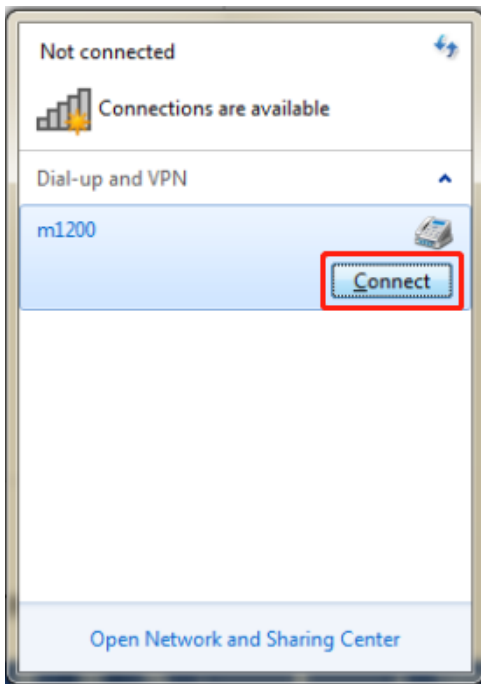 Not connected
Connections are available
Dial-up and VPN
m1200
Connect
Open Network and Sharing Center